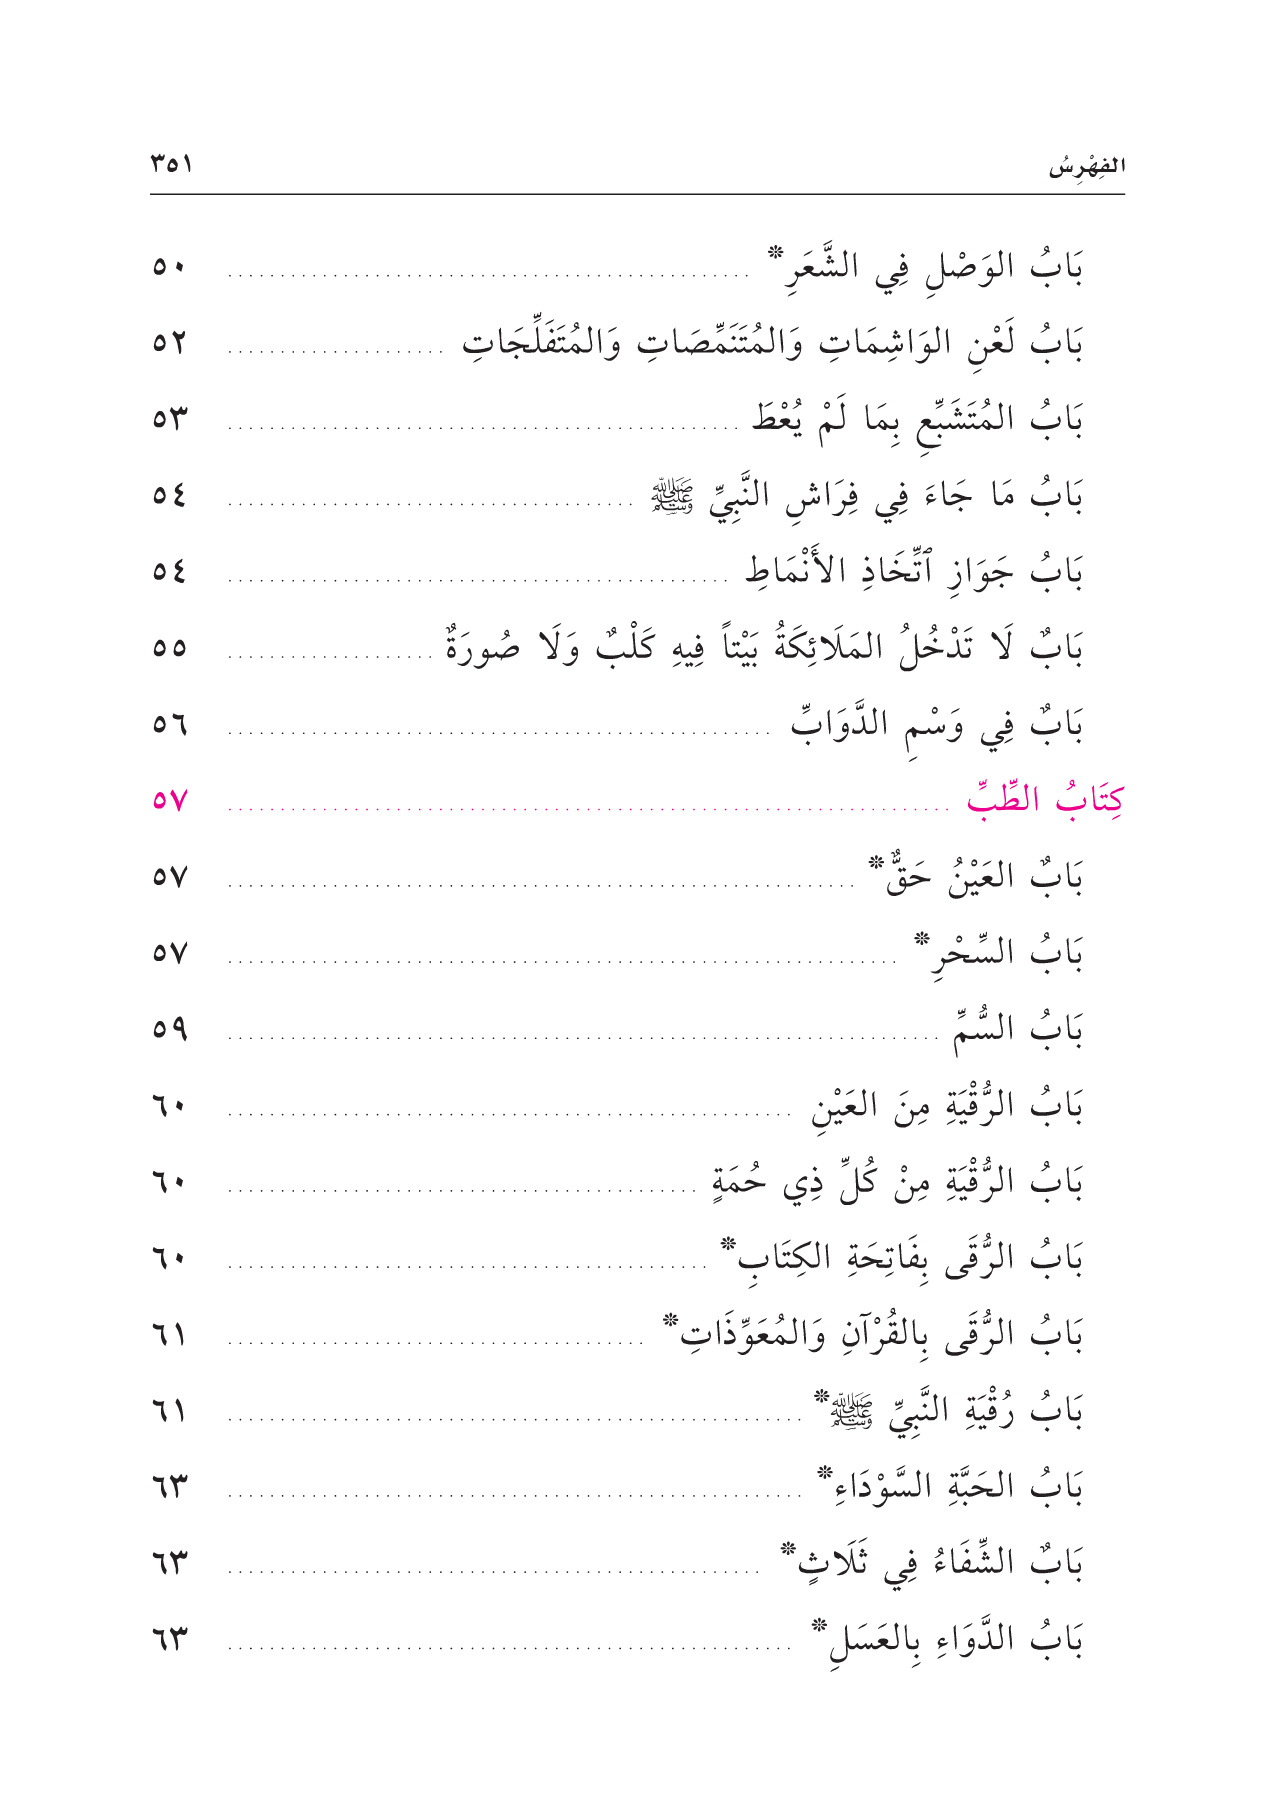 الفِهْرِسُ ٣٥١
بَابُ الوَصْلِ فِي الشَّعَرِ* ٥٠
بَابُ لَعْنِ الوَاشِمَاتِ وَالمُتَنَمِّصَاتِ وَالمُتَفَلِّجَاتِ ٥٢
بَابُ المُتَشَبِّعِ بِمَا لَمْ يُعْطَ ٥٣
بَابُ مَا جَاءَ فِي فِرَاشِ النَّبِيِّ ﷺ ٥٤
بَابُ جَوَازِ ٱتِّخَاذِ الأَنْمَاطِ ٥٤
بَابٌ لَا تَدْخُلُ المَلَائِكَةُ بَيْتاً فِيهِ كَلْبٌ وَلَا صُورَةٌ ٥٥
بَابٌ فِي وَسْمِ الدَّوَابِّ ٥٦
كِتَابُ الطِّبِّ ٥٧
بَابٌ العَيْنُ حَقٌّ* ٥٧
بَابُ السِّحْرِ* ٥٧
بَابُ السُّمِّ ٥٩
بَابُ الرُّقْيَةِ مِنَ العَيْنِ ٦٠
بَابُ الرُّقْيَةِ مِنْ كُلِّ ذِي حُمَةٍ ٦٠
بَابُ الرُّقَى بِفَاتِحَةِ الكِتَابِ* ٦٠
بَابُ الرُّقَى بِالقُرْآنِ وَالمُعَوِّذَاتِ* ٦١
بَابُ رُقْيَةِ النَّبِيِّ ﷺ* ٦١
بَابُ الحَبَّةِ السَّوْدَاءِ* ٦٣
بَابٌ الشِّفَاءُ فِي ثَلَاثٍ* ٦٣
بَابُ الدَّوَاءِ بِالعَسَلِ* ٦٣